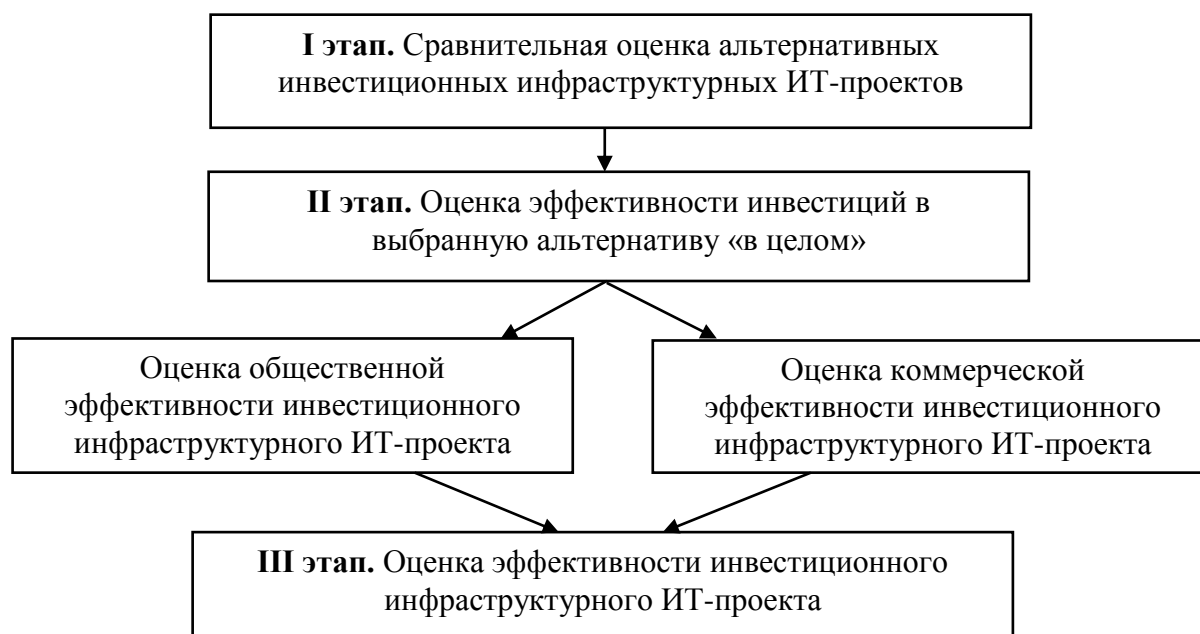 I этап. Сравнительная оценка альтернативных
инвестиционных инфраструктурных ИТ-проектов
II этап. Оценка эффективности инвестиций в
выбранную альтернативу «в целом»
Оценка общественной
эффективности инвестиционного
инфраструктурного ИТ-проекта
Оценка коммерческой
эффективности инвестиционного
инфраструктурного ИТ-проекта
III этап. Оценка эффективности инвестиционного
инфраструктурного ИТ-проекта